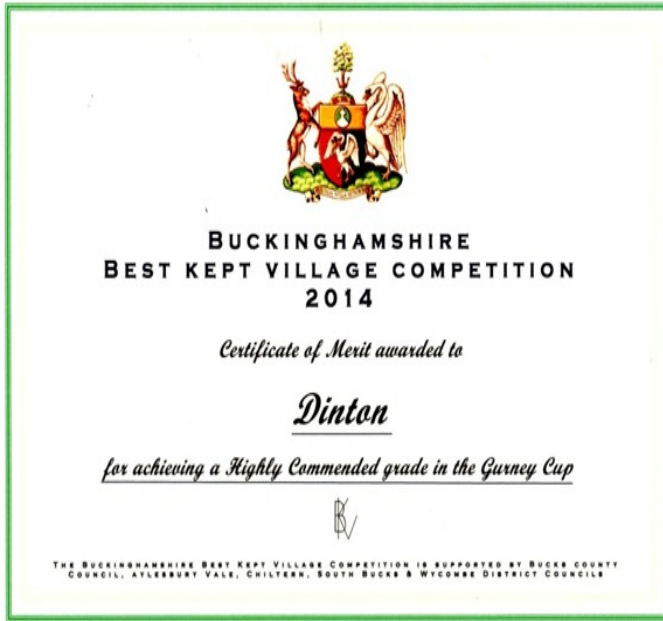 BUCKINGHAMSHIRE
BEST KEPT VILLAGE COMPETITION
2014
Certificate of Merit awarded to
Dinton
for achieving a Highly Commended grade in the Gurney Cup
BKV
THE BUCKINGHAMSHIRE BEST KEPT VILLAGE COMPETITION IS SUPPORTED BY BUCKS COUNTY
COUNCIL, AYLESBURY VALE, CHILTERN, SOUTH BUCKS & WYCOMBE DISTRICT COUNCILS